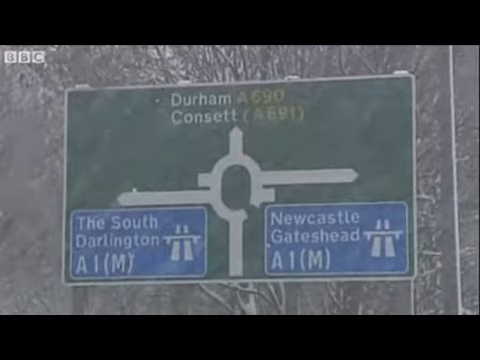 BBC
Durham A690
Consett (A691)
The South
Darlington
A1(M)
Newcastle
Gateshead
A1(M)